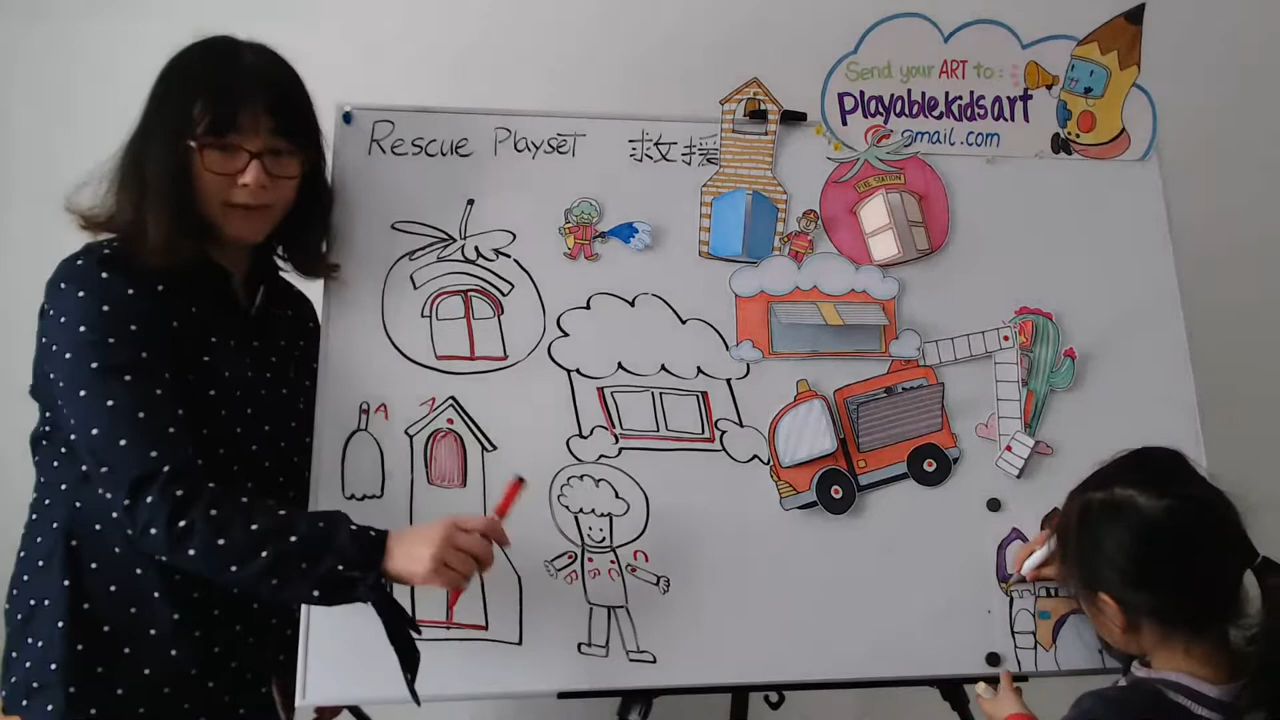 Rescue Playset 救援
Send your ART to:
Playablekidsart
@gmail.com
FIRE STATION
A
A
B
B
C
C